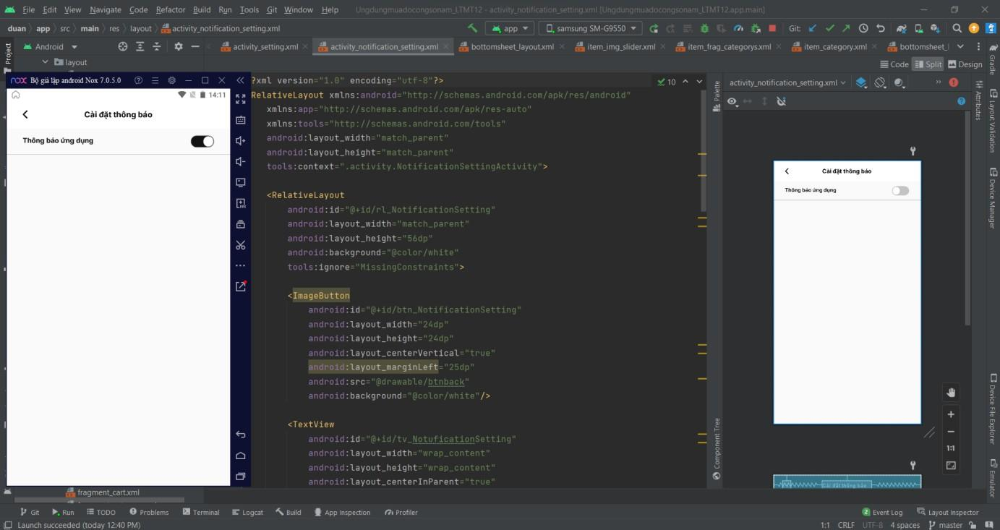 File Edit View Navigate Code Refactor Build Run Tools Git Window Help Ungdungmuadocongsonam_LTMT12 - activity_notification_setting.xml [Ungdungmuadocongsonam_LTMT12.app.main]
duan app src main res layout activity_notification_setting.xml app samsung SM-G9550 Git:
Project Android activity_setting.xml activity_notification_setting.xml bottomsheet_layout.xml item_img_slider.xml item_frag_categorys.xml item_category.xml bottomsheet_l
layout Code Split Design
nox Bộ giả lập android Nox 7.0.5.0
14:11
Cài đặt thông báo
Thông báo ứng dụng
?xml version="1.0" encoding="utf-8"?>
RelativeLayout xmlns:android="http://schemas.android.com/apk/res/android"
xmlns:app="http://schemas.android.com/apk/res-auto"
xmlns:tools="http://schemas.android.com/tools"
android:layout_width="match_parent"
android:layout_height="match_parent"
tools:context=".activity.NotificationSettingActivity">
<RelativeLayout
android:id="@+id/rl_NotificationSetting"
android:layout_width="match_parent"
android:layout_height="56dp"
android:background="@color/white"
tools:ignore="MissingConstraints">
<ImageButton
android:id="@+id/btn_NotificationSetting"
android:layout_width="24dp"
android:layout_height="24dp"
android:layout_centerVertical="true"
android:layout_marginLeft="25dp"
android:src="@drawable/btnback"
android:background="@color/white"/>
<TextView
android:id="@+id/tv_NotuficationSetting"
android:layout_width="wrap_content"
android:layout_height="wrap_content"
android:layout_centerInParent="true"
10
Palette
Component Tree
activity_notification_setting.xml
Cài đặt thông báo
Thông báo ứng dụng
1:1
Cài đặt thông báo
Gradle
Attributes
Layout Validation
Device Manager
Device File Explorer
Emulator
fragment_cart.xml
Git Run TODO Problems Terminal Logcat Build App Inspection Profiler 2 Event Log Layout Inspector
Launch succeeded (today 12:40 PM) 1:1 CRLF UTF-8 4 spaces master